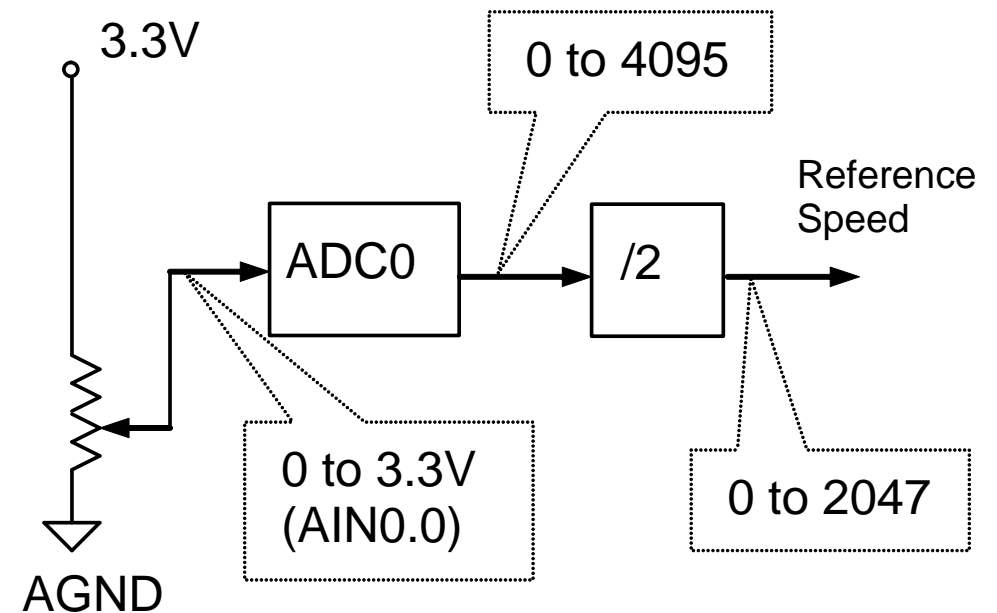 3.3V
0 to 4095
Reference
Speed
ADC0
/2
0 to 3.3V
(AIN0.0)
0 to 2047
AGND